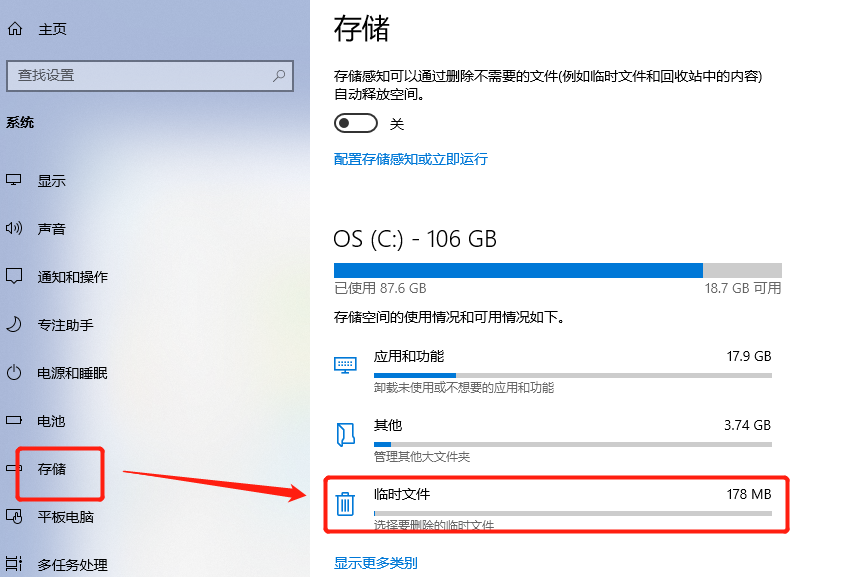 主页
查找设置
系统
显示
声音
通知和操作
专注助手
电源和睡眠
电池
存储
平板电脑
多任务处理
存储
存储感知可以通过删除不需要的文件(例如临时文件和回收站中的内容)
自动释放空间。
关
配置存储感知或立即运行
OS (C:) - 106 GB
已使用 87.6 GB
18.7 GB 可用
存储空间的使用情况和可用情况如下。
应用和功能
17.9 GB
卸载未使用或不想要的应用和功能
其他
3.74 GB
管理其他大文件夹
临时文件
178 MB
选择要删除的临时文件
显示更多类别